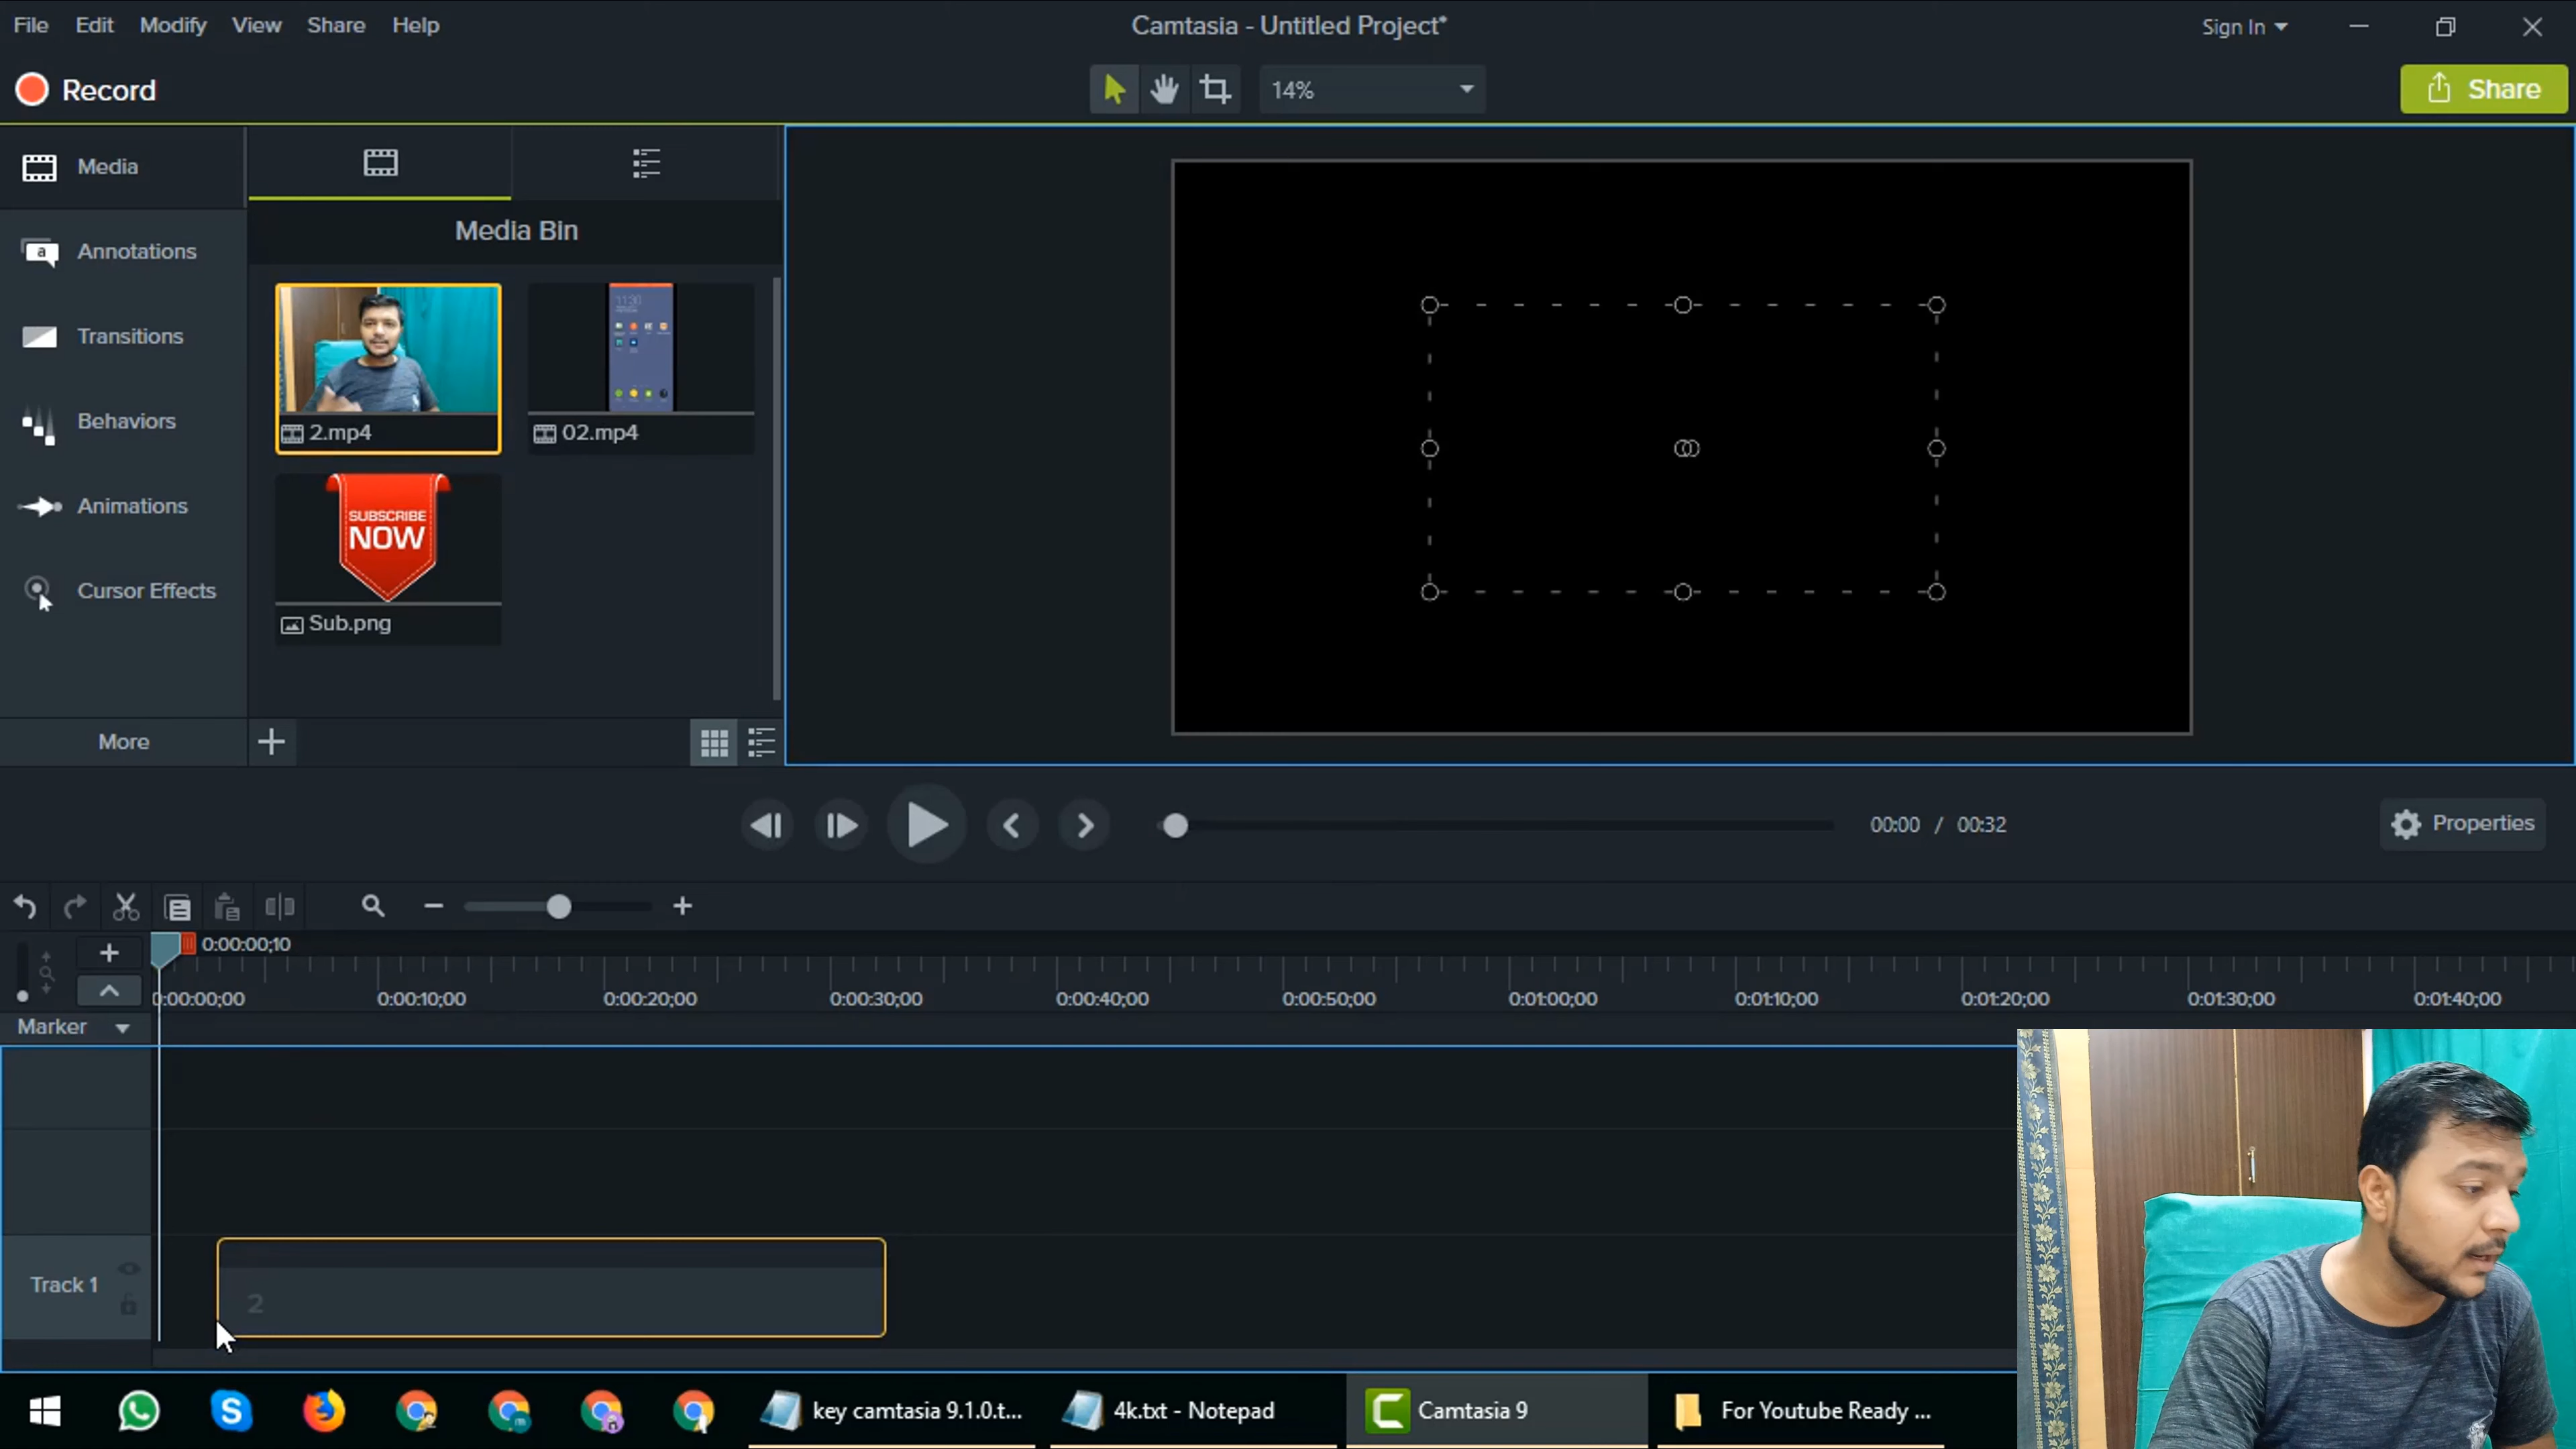 File Edit Modify View Share Help
Camtasia - Untitled Project*
Sign In
Record
14%
Share
Media
Annotations
Transitions
Behaviors
Animations
Cursor Effects
More
Media Bin
2.mp4
02.mp4
SUBSCRIBE
NOW
Sub.png
00:00 / 00:32
Properties
0:00:00;10
0:00:00;00 0:00:10;00 0:00:20;00 0:00:30;00 0:00:40;00 0:00:50;00 0:01:00;00 0:01:10;00 0:01:20;00 0:01:30;00 0:01:40;00
Marker
Track 1
2
key camtasia 9.1.0.t...
4k.txt - Notepad
Camtasia 9
For Youtube Ready ...